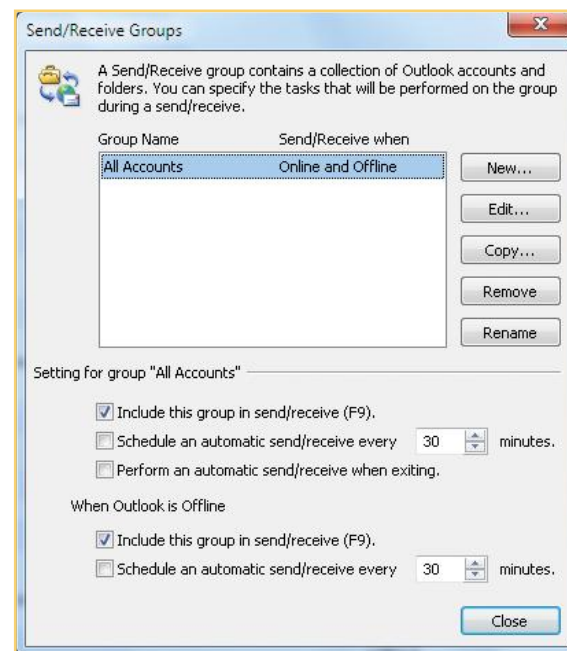 Send/Receive Groups
A Send/Receive group contains a collection of Outlook accounts and
folders. You can specify the tasks that will be performed on the group
during a send/receive.
Group Name Send/Receive when
All Accounts Online and Offline
New...
Edit...
Copy...
Remove
Rename
Setting for group "All Accounts"
Include this group in send/receive (F9).
Schedule an automatic send/receive every 30 minutes.
Perform an automatic send/receive when exiting.
When Outlook is Offline
Include this group in send/receive (F9).
Schedule an automatic send/receive every 30 minutes.
Close